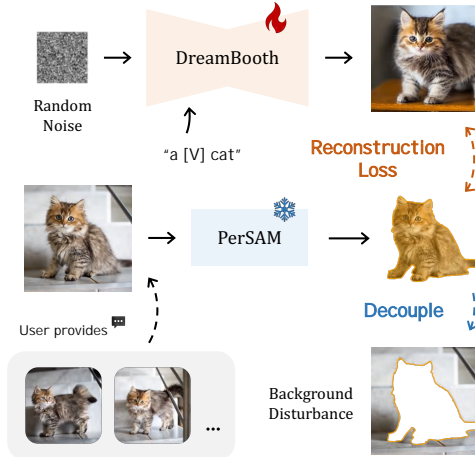 DreamBooth
Random
Noise
"a [V] cat"
Reconstruction
Loss
PerSAM
Decouple
User provides
Background
Disturbance
...